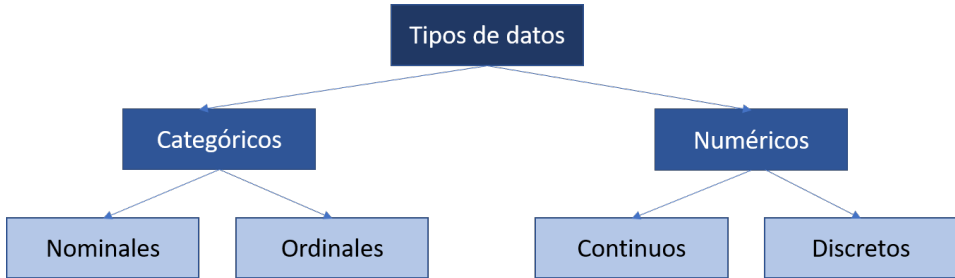 Tipos de datos
Categóricos
Numéricos
Nominales
Ordinales
Continuos
Discretos